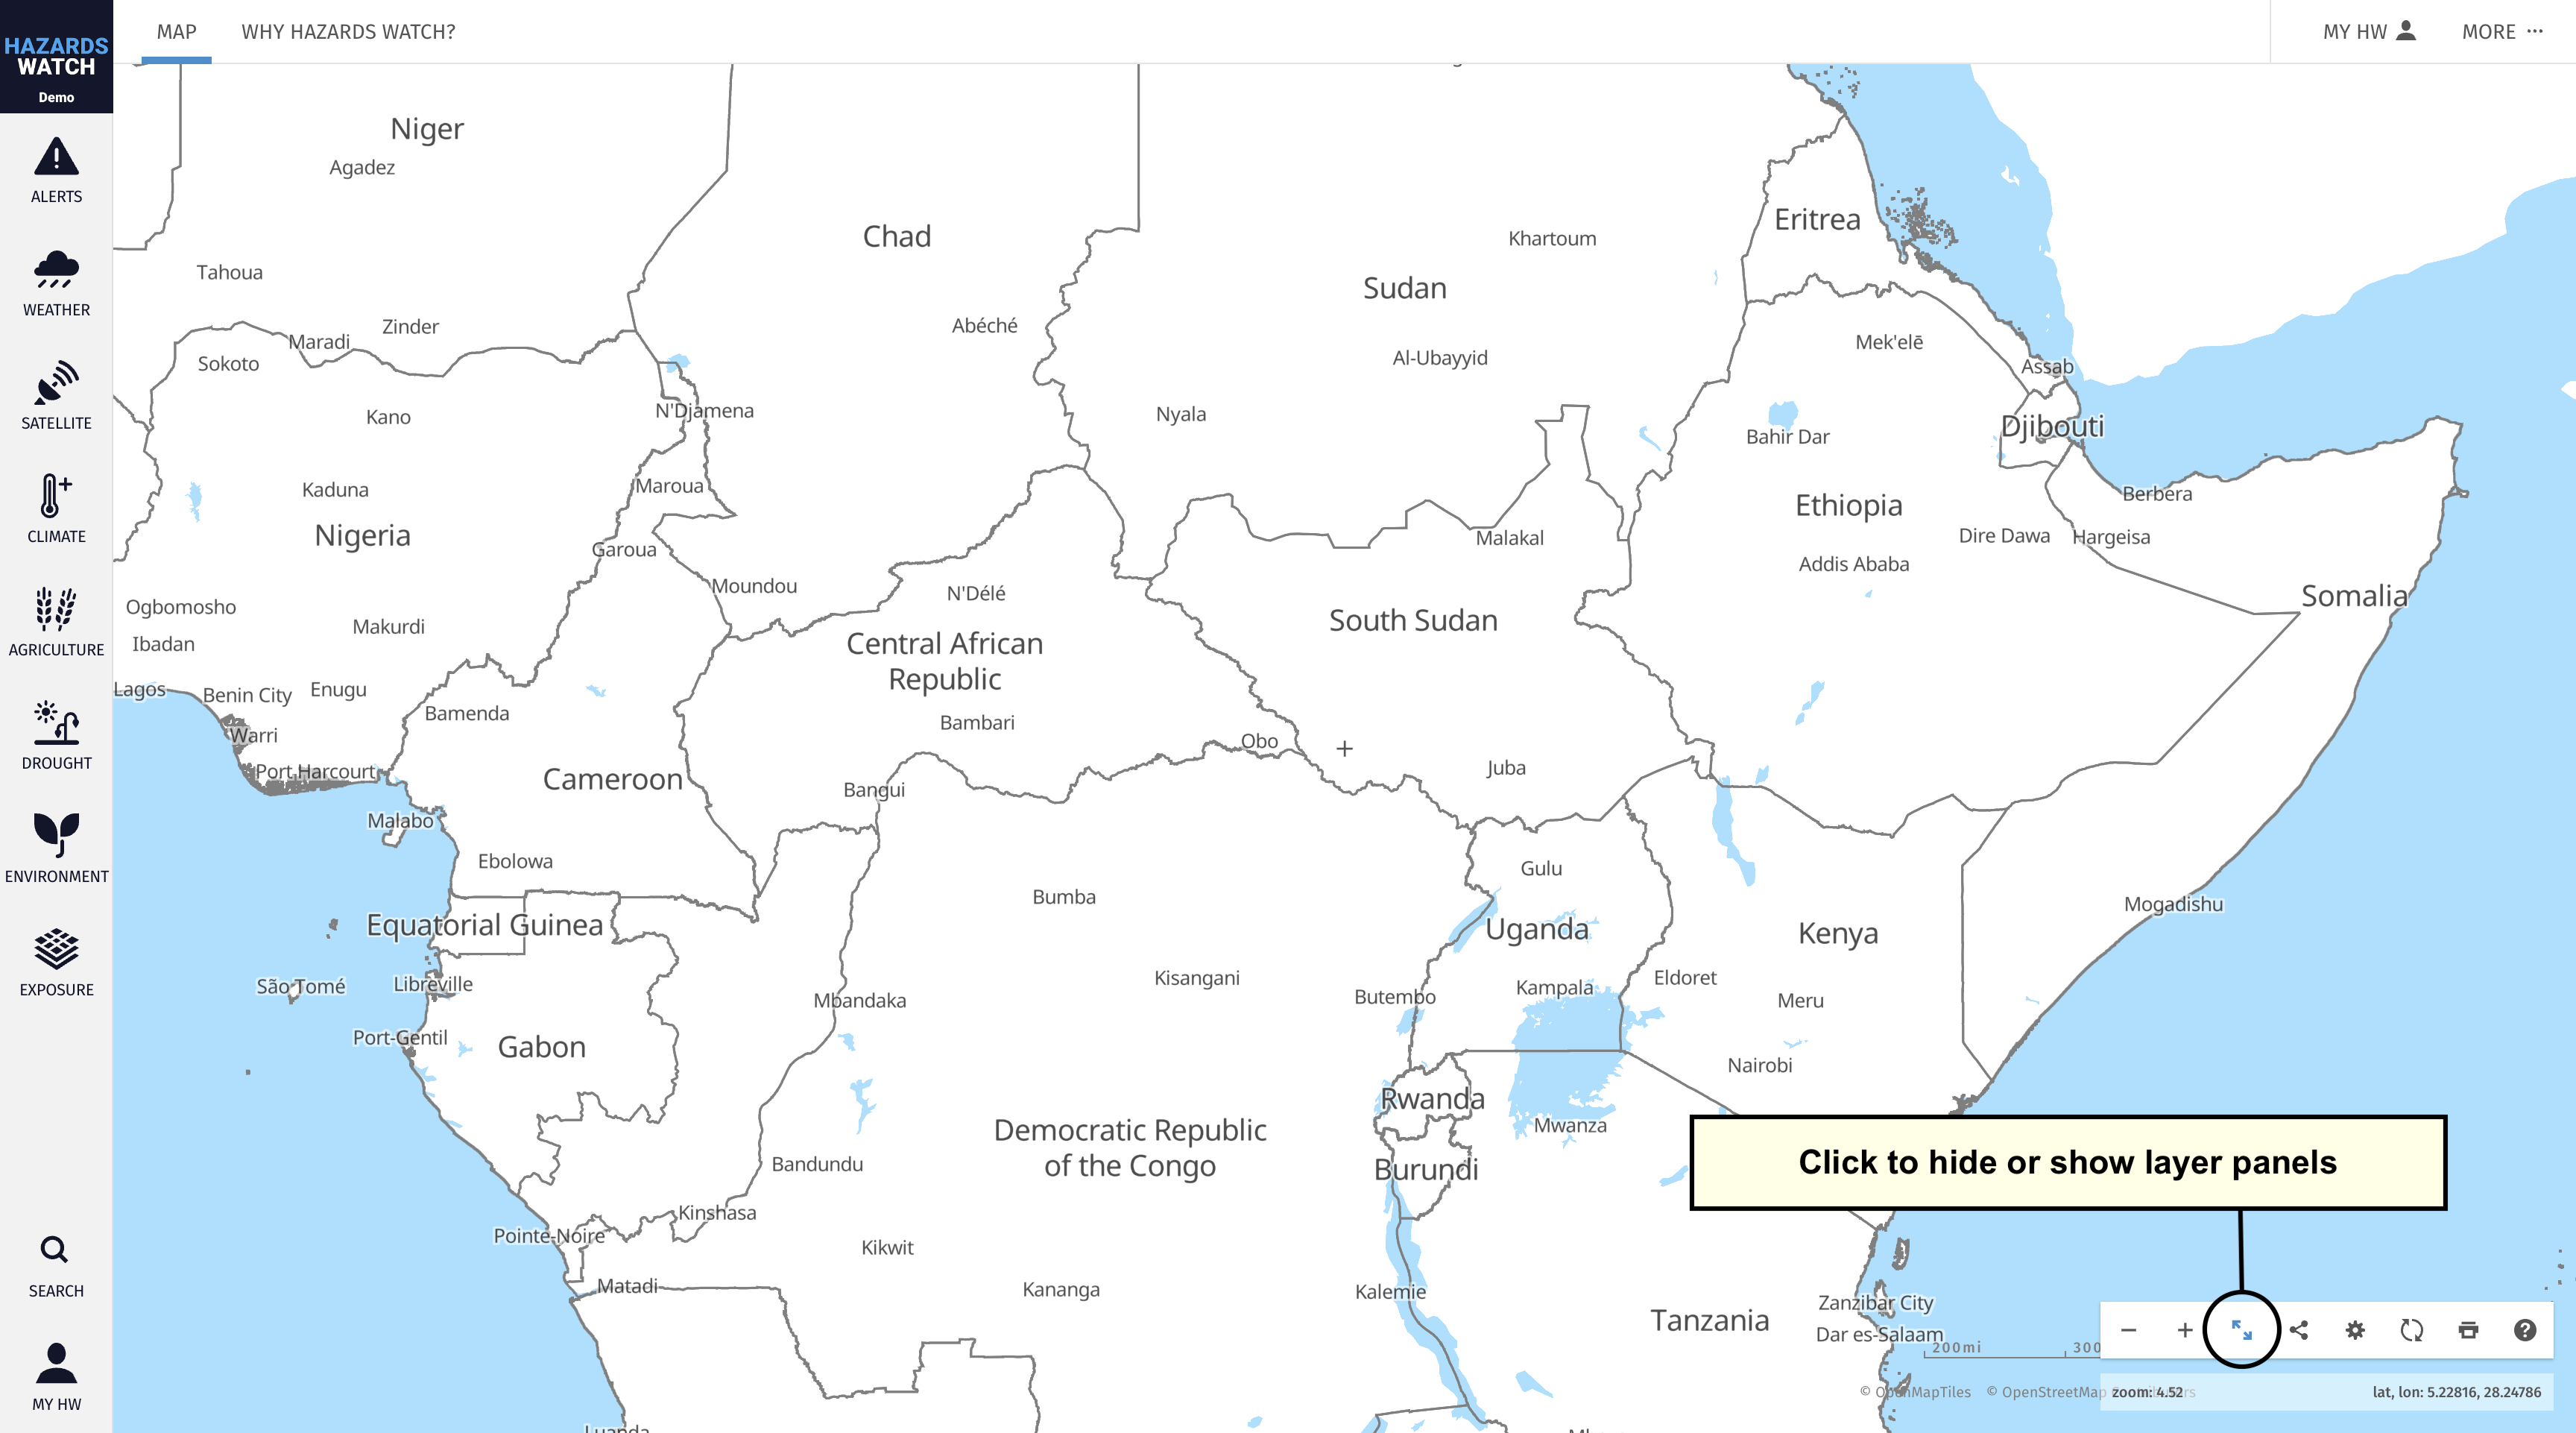 HAZARDS
WATCH
Demo
MAP
WHY HAZARDS WATCH?
MY HW
MORE
ALERTS
WEATHER
SATELLITE
CLIMATE
AGRICULTURE
DROUGHT
ENVIRONMENT
EXPOSURE
SEARCH
MY HW
Niger
Agadez
Chad
Khartoum
Eritrea
Tahoua
Sudan
Zinder
Maradi
Abéché
Mek'elē
Sokoto
Al-Ubayyid
Assab
Kano
N'Djamena
Nyala
Djibouti
Bahir Dar
Kaduna
Maroua
Berbera
Ethiopia
Nigeria
Garoua
Malakal
Dire Dawa
Hargeisa
Addis Ababa
Moundou
N'Délé
Somalia
Ogbomosho
Makurdi
South Sudan
Ibadan
Central African
Republic
Lagos
Benin City
Enugu
Bamenda
Bambari
Warri
Obo
Port Harcourt
Cameroon
Juba
Bangui
Malabo
Ebolowa
Gulu
Bumba
Mogadishu
Equatorial Guinea
Uganda
Kenya
São Tomé
Libreville
Kisangani
Kampala
Eldoret
Mbandaka
Butembo
Meru
Port-Gentil
Gabon
Nairobi
Rwanda
Democratic Republic
of the Congo
Mwanza
Bandundu
Burundi
Click to hide or show layer panels
Kinshasa
Pointe-Noire
Kikwit
Matadi
Kananga
Kalemie
Zanzibar City
Tanzania
Dar es-Salaam
200mi
300
© OpenMapTiles
© OpenStreetMap
zoom: 4.52
lat, lon: 5.22816, 28.24786